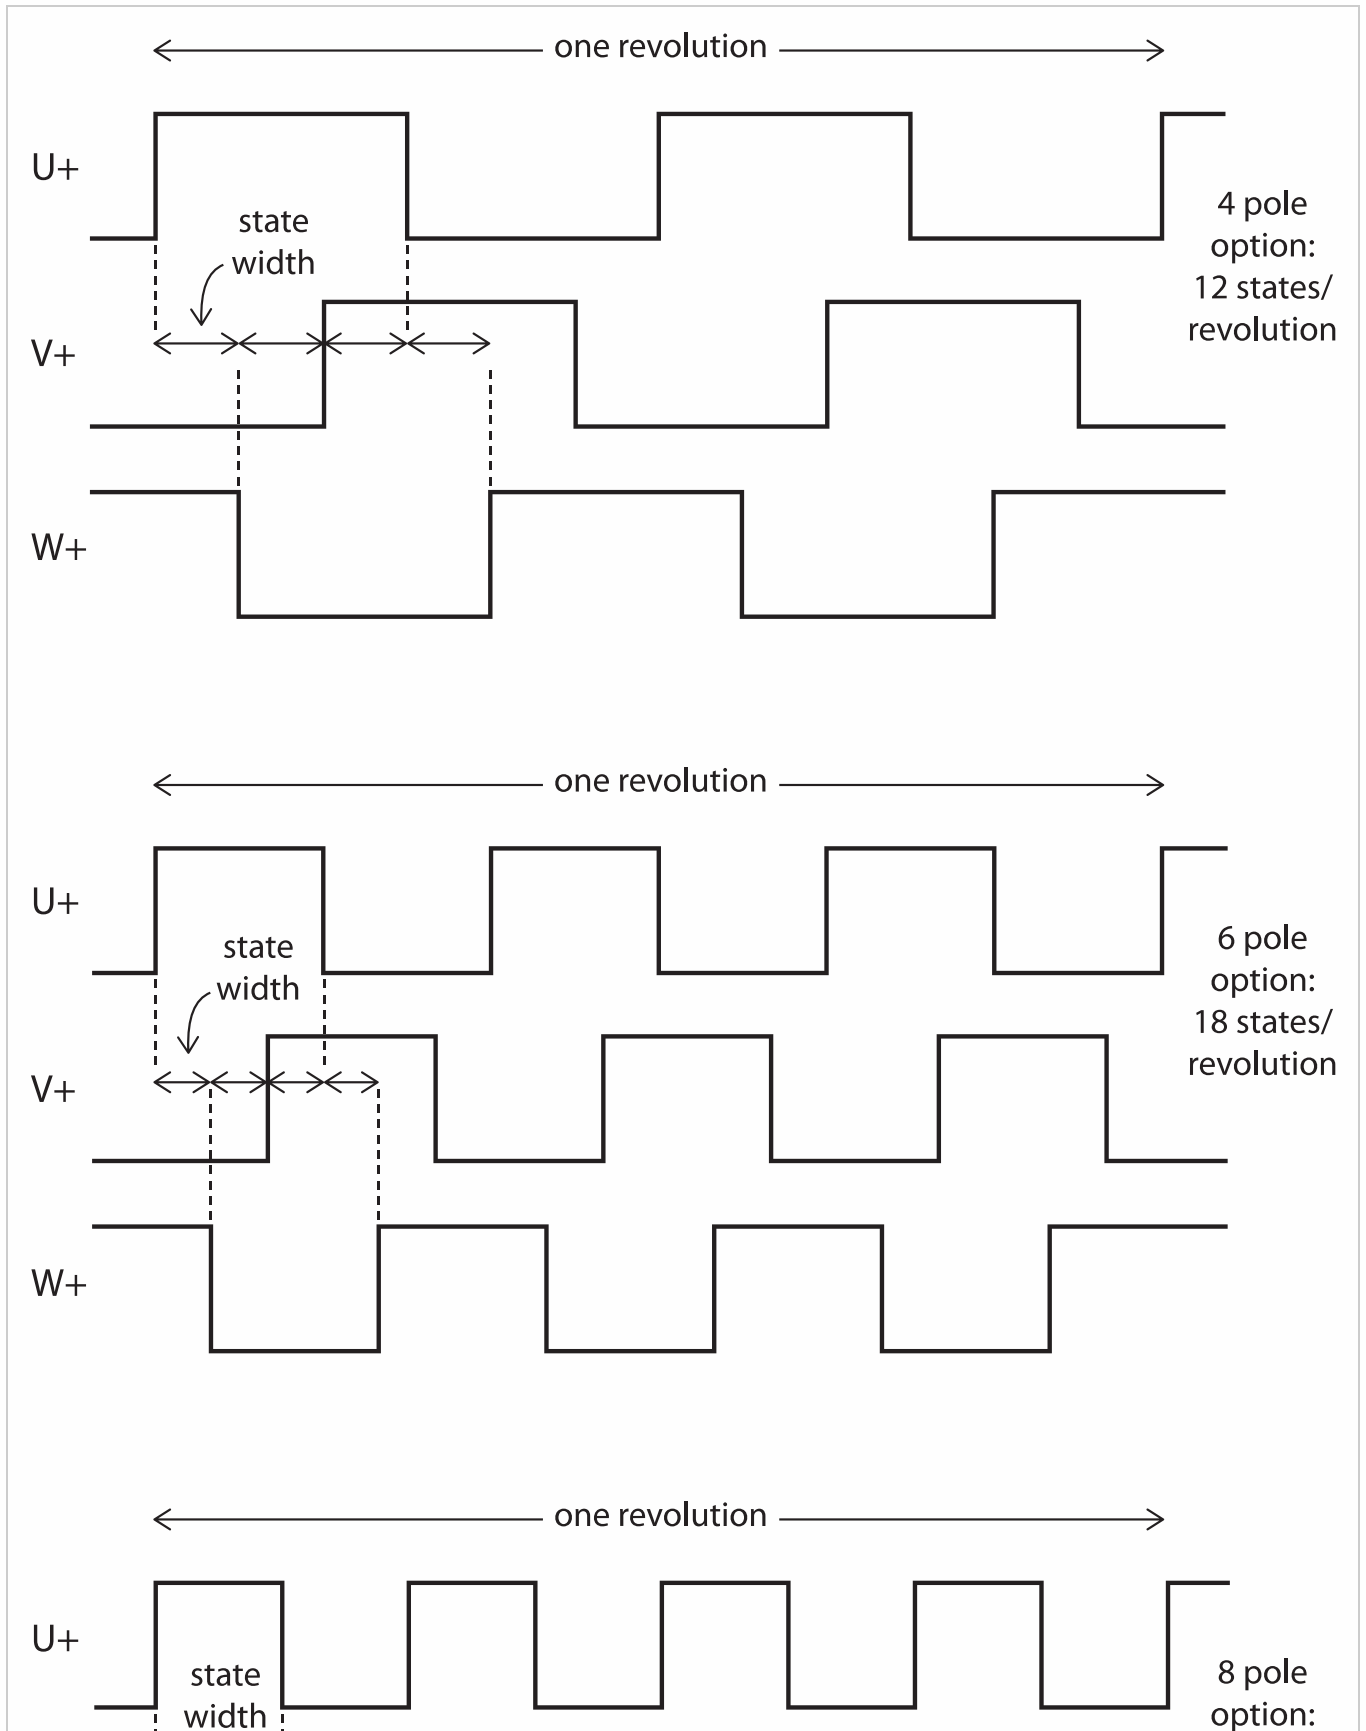 one revolution
U+
state
width
4 pole
option:
12 states/
revolution
V+
W+
one revolution
U+
state
width
6 pole
option:
18 states/
revolution
V+
W+
one revolution
U+
state
width
8 pole
option: